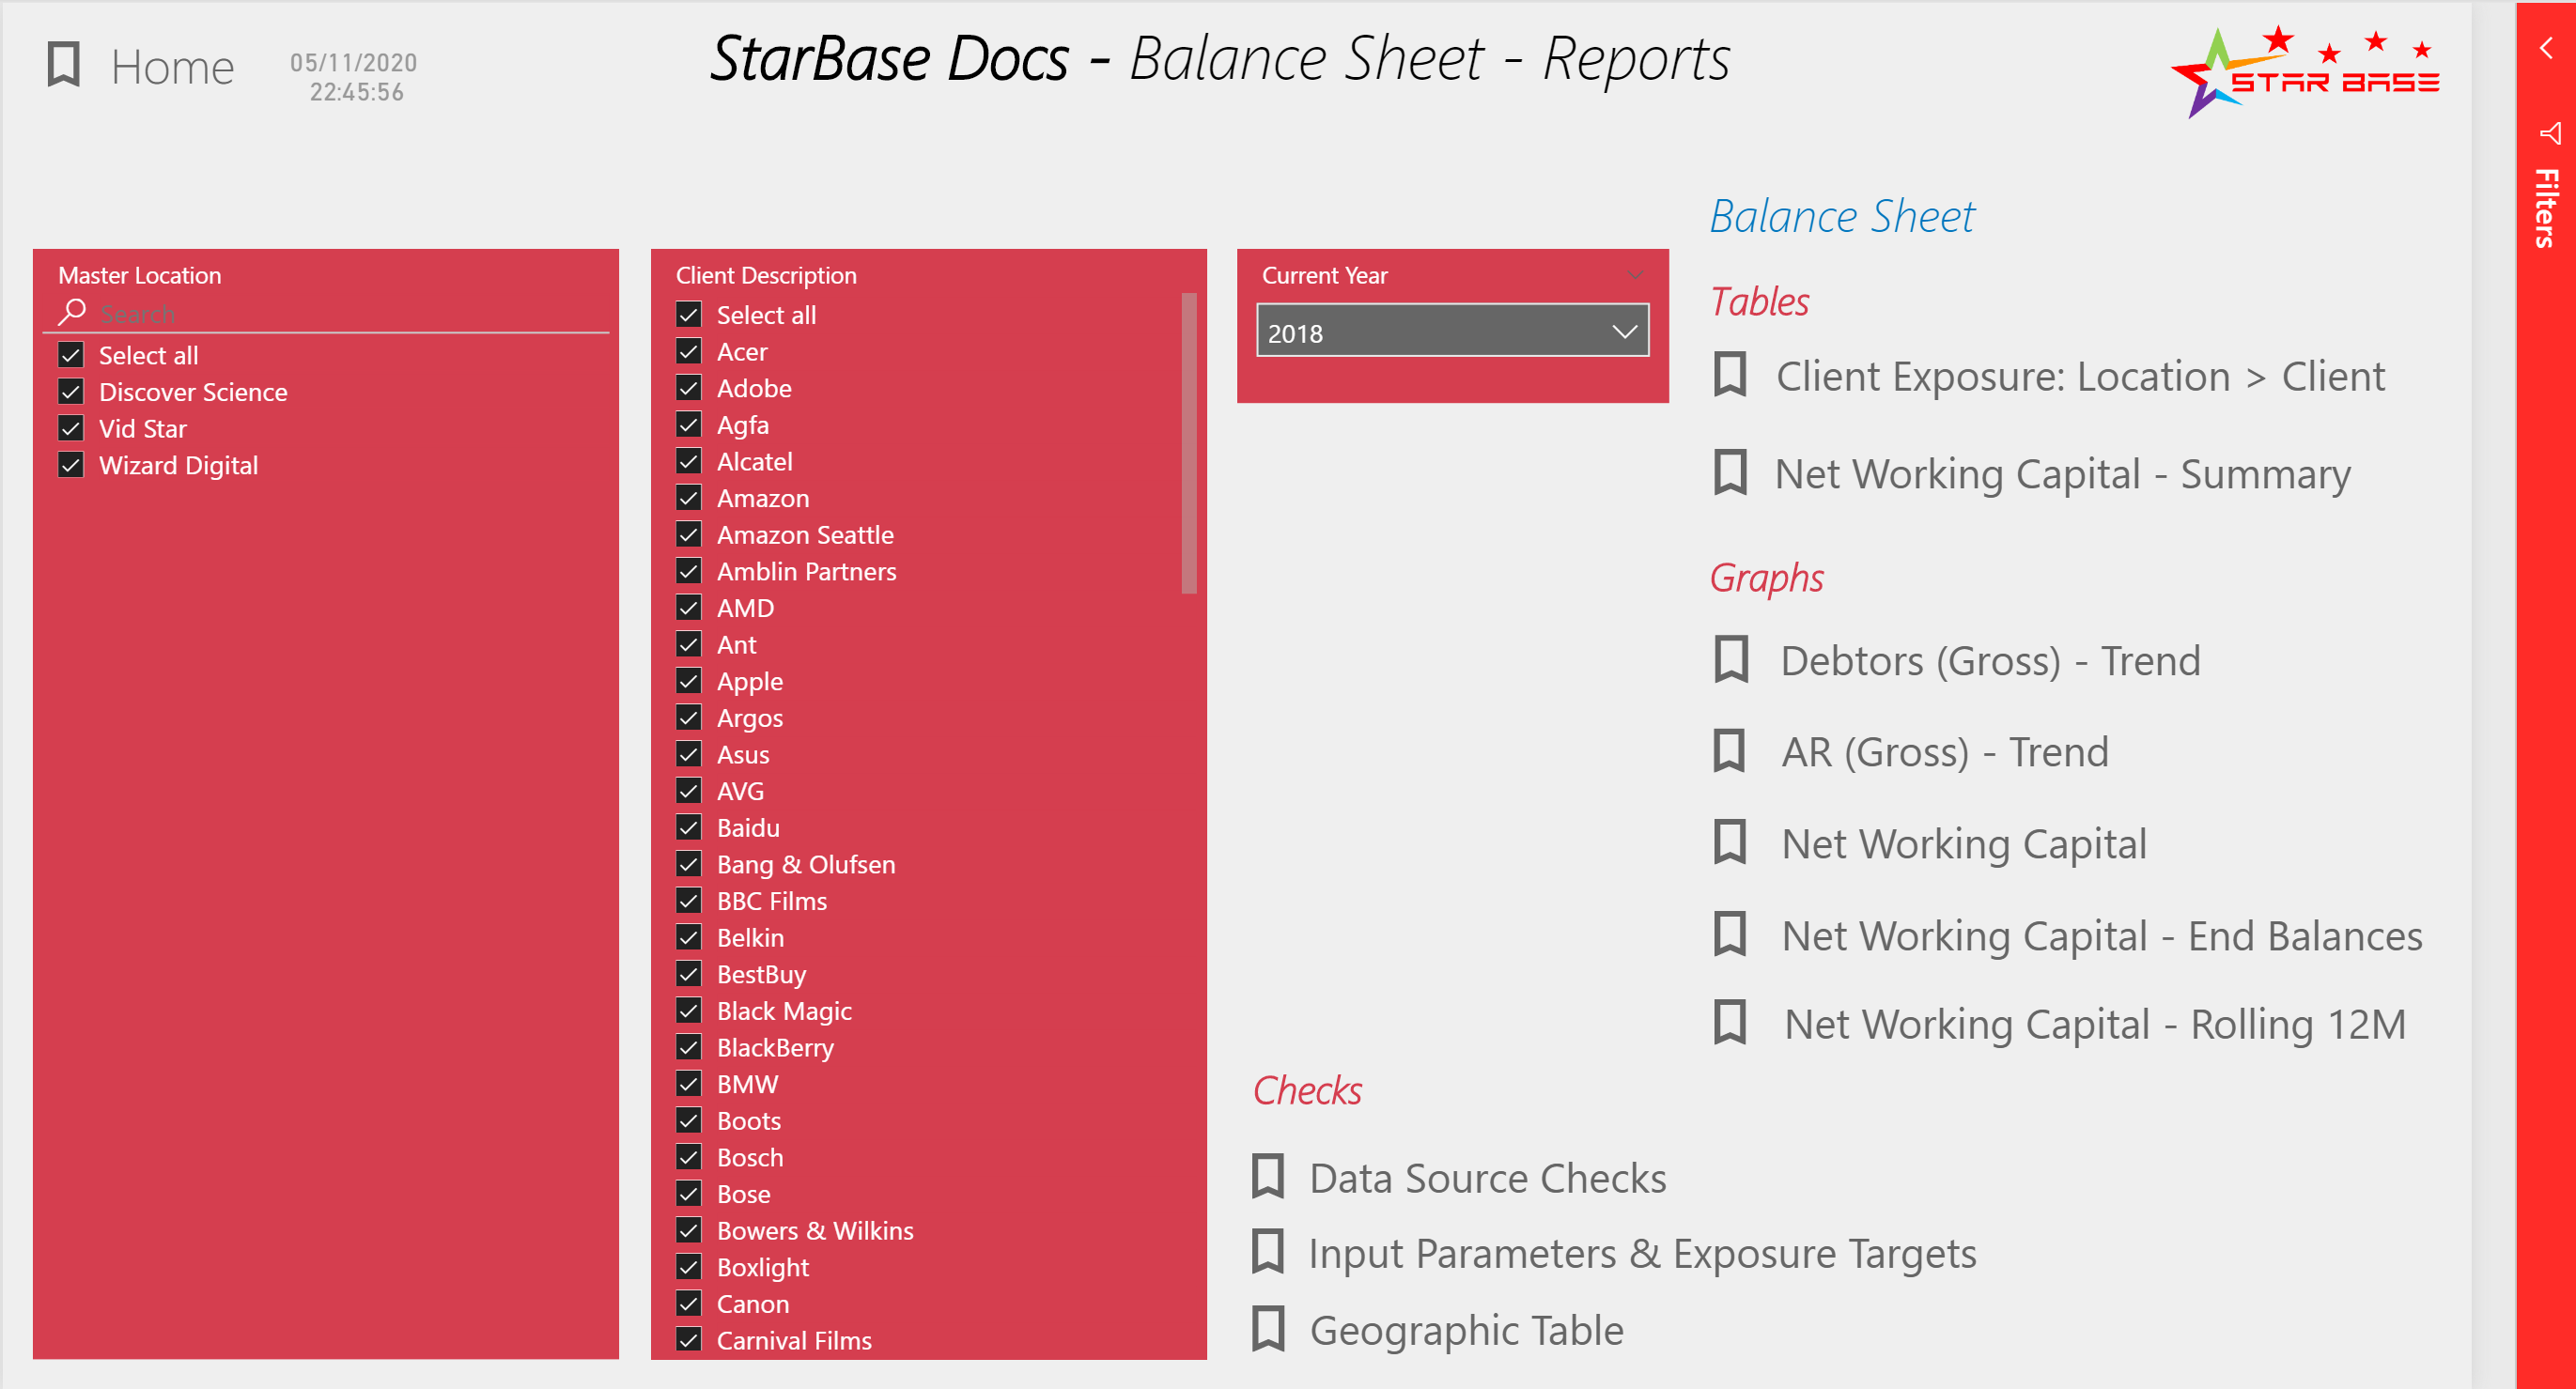 Home
05/11/2020
22:45:56
StarBase Docs - Balance Sheet - Reports
STAR BASE
Filters
Master Location
Search
Select all
Discover Science
Vid Star
Wizard Digital
Client Description
Select all
Acer
Adobe
Agfa
Alcatel
Amazon
Amazon Seattle
Amblin Partners
AMD
Ant
Apple
Argos
Asus
AVG
Baidu
Bang & Olufsen
BBC Films
Belkin
BestBuy
Black Magic
BlackBerry
BMW
Boots
Bosch
Bose
Bowers & Wilkins
Boxlight
Canon
Carnival Films
Current Year
2018
Balance Sheet
Tables
Client Exposure: Location > Client
Net Working Capital - Summary
Graphs
Debtors (Gross) - Trend
AR (Gross) - Trend
Net Working Capital
Net Working Capital - End Balances
Net Working Capital - Rolling 12M
Checks
Data Source Checks
Input Parameters & Exposure Targets
Geographic Table